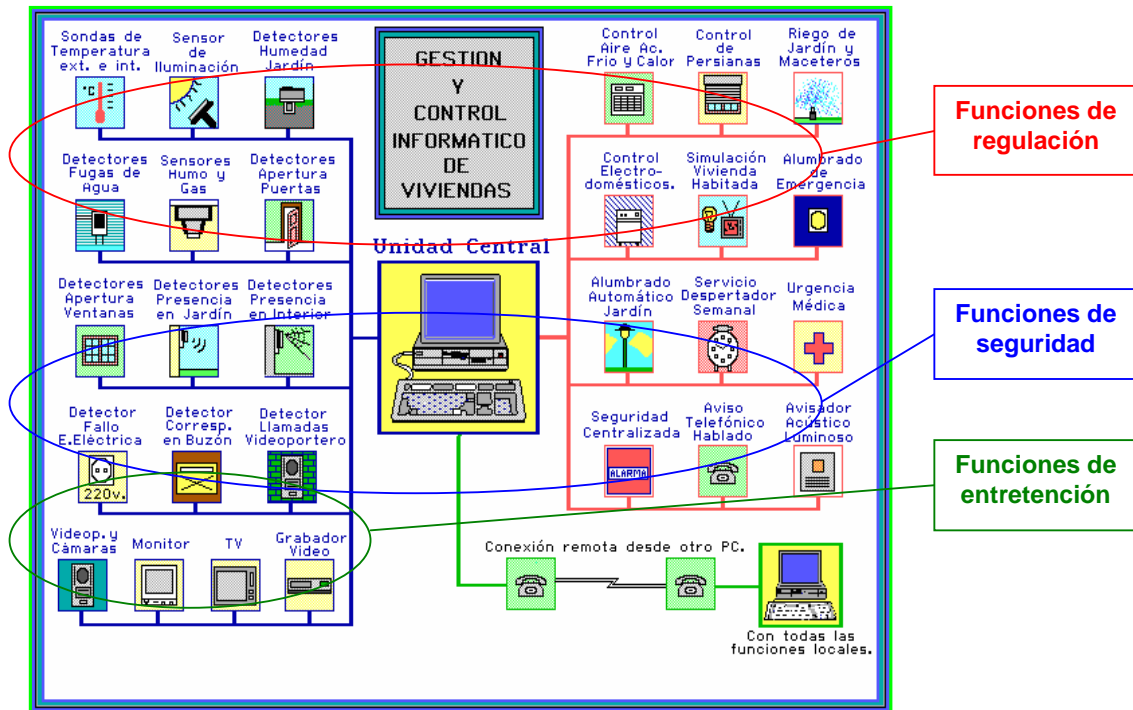 Sondas de
Temperatura
ext. e int.
Sensor
de
Iluminación
Detectores
Humedad
Jardín
GESTION
Y
CONTROL
INFORMATICO
DE
VIVIENDAS
Control
Aire Ac.
Frio y Calor
Control
de
Persianas
Riego de
Jardín y
Maceteros
°C
Funciones de
regulación
Detectores
Fugas de
Agua
Sensores
Humo y
Gas
Detectores
Apertura
Puertas
Control
Electro-
domésticos.
Simulación
Vivienda
Habitada
Alumbrado
de
Emergencia
Unidad Central
Detectores
Apertura
Ventanas
Detectores
Presencia
en Jardín
Detectores
Presencia
en Interior
Alumbrado
Automático
Jardín
Servicio
Despertador
Semanal
Urgencia
Médica
Funciones de
seguridad
Detector
Fallo
E.Eléctrica
Detector
Corresp.
en Buzón
Detector
Llamadas
Videoportero
Seguridad
Centralizada
Aviso
Telefónico
Hablado
Avisador
Acústico
Luminoso
220v.
ALARMA
Funciones de
entretención
Videop.y
Cámaras
Monitor
TV
Grabador
Video
Conexión remota desde otro PC.
Con todas las
funciones locales.